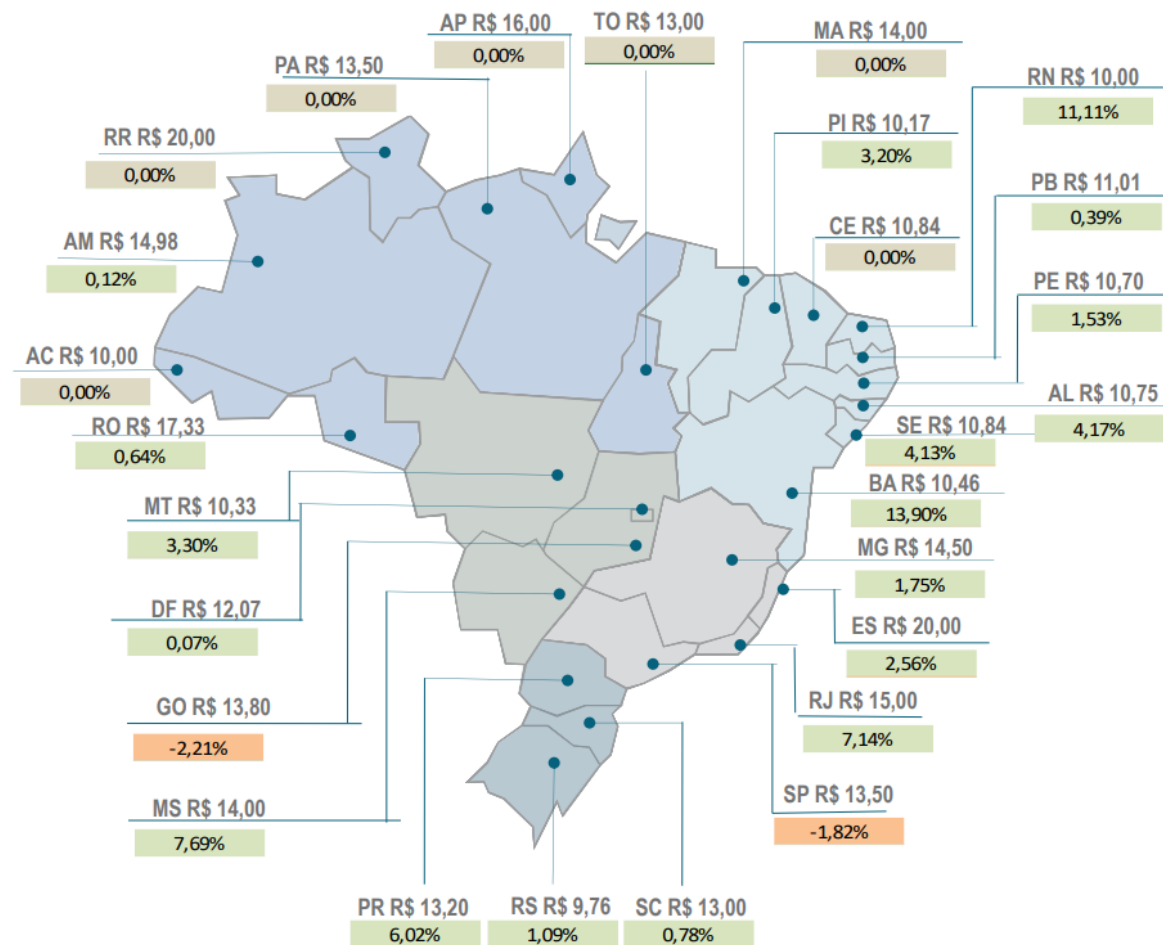 AP R$ 16,00
0,00%
TO R$ 13,00
0,00%
MA R$ 14,00
0,00%
PA R$ 13,50
0,00%
RN R$ 10,00
11,11%
PI R$ 10,17
3,20%
RR R$ 20,00
0,00%
PB R$ 11,01
0,39%
CE R$ 10,84
0,00%
AM R$ 14,98
0,12%
PE R$ 10,70
1,53%
AC R$ 10,00
0,00%
AL R$ 10,75
4,17%
RO R$ 17,33
0,64%
SE R$ 10,84
4,13%
BA R$ 10,46
13,90%
MT R$ 10,33
3,30%
MG R$ 14,50
1,75%
DF R$ 12,07
0,07%
ES R$ 20,00
2,56%
GO R$ 13,80
-2,21%
RJ R$ 15,00
7,14%
MS R$ 14,00
7,69%
SP R$ 13,50
-1,82%
PR R$ 13,20
6,02%
RS R$ 9,76
1,09%
SC R$ 13,00
0,78%